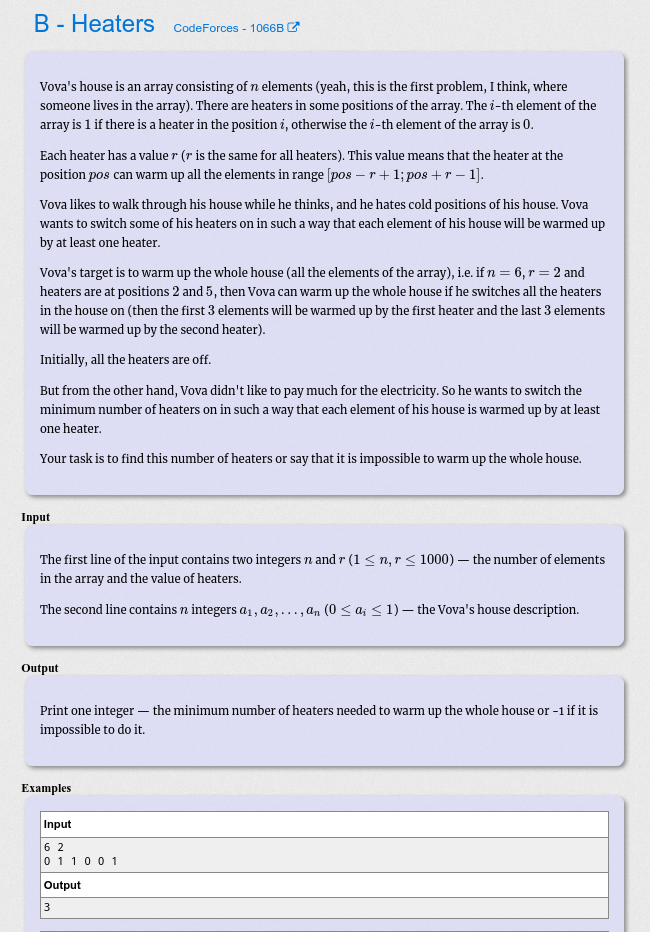 B - Heaters CodeForces - 1066B
Vova's house is an array consisting of n elements (yeah, this is the first problem, I think, where
someone lives in the array). There are heaters in some positions of the array. The i-th element of the
array is 1 if there is a heater in the position i, otherwise the i-th element of the array is 0.
Each heater has a value r (r is the same for all heaters). This value means that the heater at the
position pos can warm up all the elements in range [pos − r + 1; pos + r − 1].
Vova likes to walk through his house while he thinks, and he hates cold positions of his house. Vova
wants to switch some of his heaters on in such a way that each element of his house will be warmed up
by at least one heater.
Vova's target is to warm up the whole house (all the elements of the array), i.e. if n = 6, r = 2 and
heaters are at positions 2 and 5, then Vova can warm up the whole house if he switches all the heaters
in the house on (then the first 3 elements will be warmed up by the first heater and the last 3 elements
will be warmed up by the second heater).
Initially, all the heaters are off.
But from the other hand, Vova didn't like to pay much for the electricity. So he wants to switch the
minimum number of heaters on in such a way that each element of his house is warmed up by at least
one heater.
Your task is to find this number of heaters or say that it is impossible to warm up the whole house.
Input
The first line of the input contains two integers n and r (1 ≤ n, r ≤ 1000) — the number of elements
in the array and the value of heaters.
The second line contains n integers a₁, a₂, . . . , aₙ (0 ≤ aᵢ ≤ 1) — the Vova's house description.
Output
Print one integer — the minimum number of heaters needed to warm up the whole house or -1 if it is
impossible to do it.
Examples
Input
6 2
0 1 1 0 0 1
Output
3